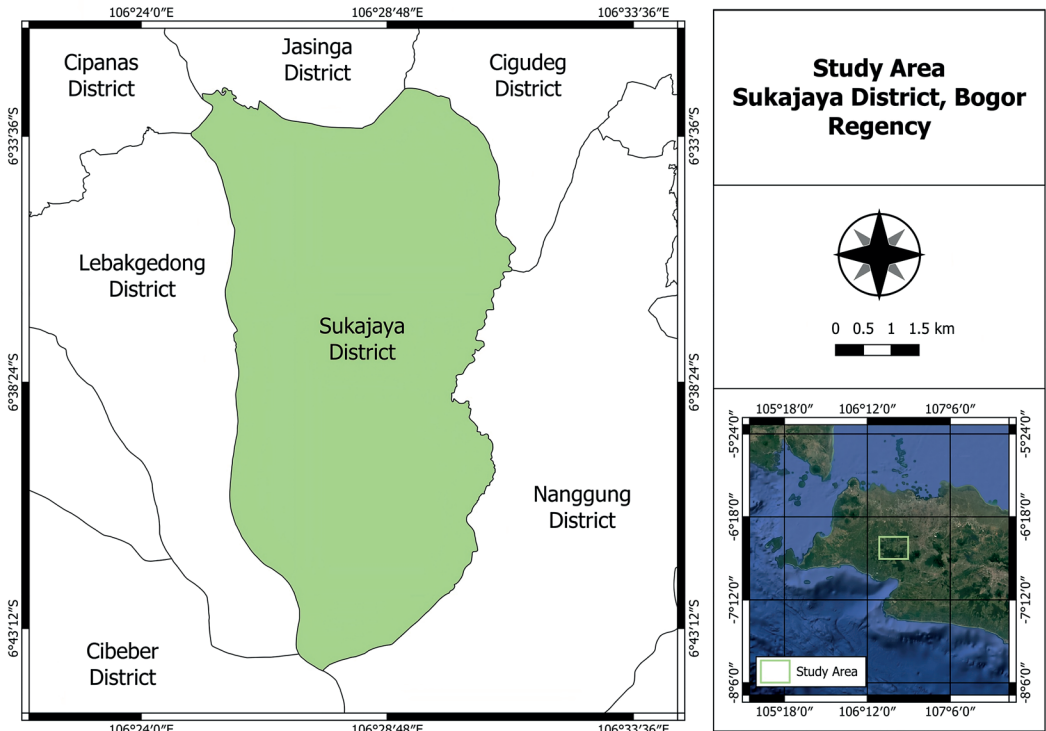 106°24′0″E
106°28′48″E
106°33′36″E
6°33′36″S
6°38′24″S
6°43′12″S
Cipanas
District
Jasinga
District
Cigudeg
District
Lebakgedong
District
Sukajaya
District
Nanggung
District
Cibeber
District
6°33′36″S
6°38′24″S
6°43′12″S
106°24′0″E
106°28′48″E
106°33′36″E
Study Area
Sukajaya District, Bogor
Regency
0 0.5 1 1.5 km
105°18′0″ 106°12′0″ 107°6′0″
-5°24′0″
-6°18′0″
-7°12′0″
-8°6′0″
-5°24′0″
-6°18′0″
-7°12′0″
-8°6′0″
Study Area
105°18′0″ 106°12′0″ 107°6′0″